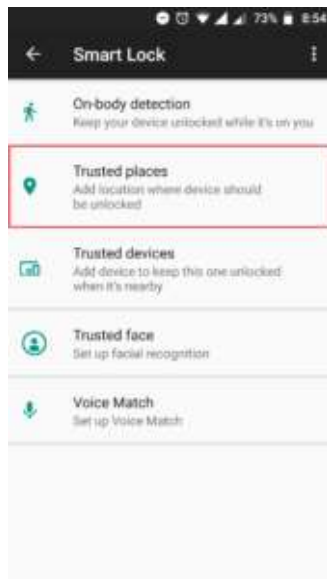 73% 8:54
Smart Lock
On-body detection
Keep your device unlocked while it's on you
Trusted places
Add location where device should
be unlocked
Trusted devices
Add device to keep this one unlocked
when it's nearby
Trusted face
Set up facial recognition
Voice Match
Set up Voice Match